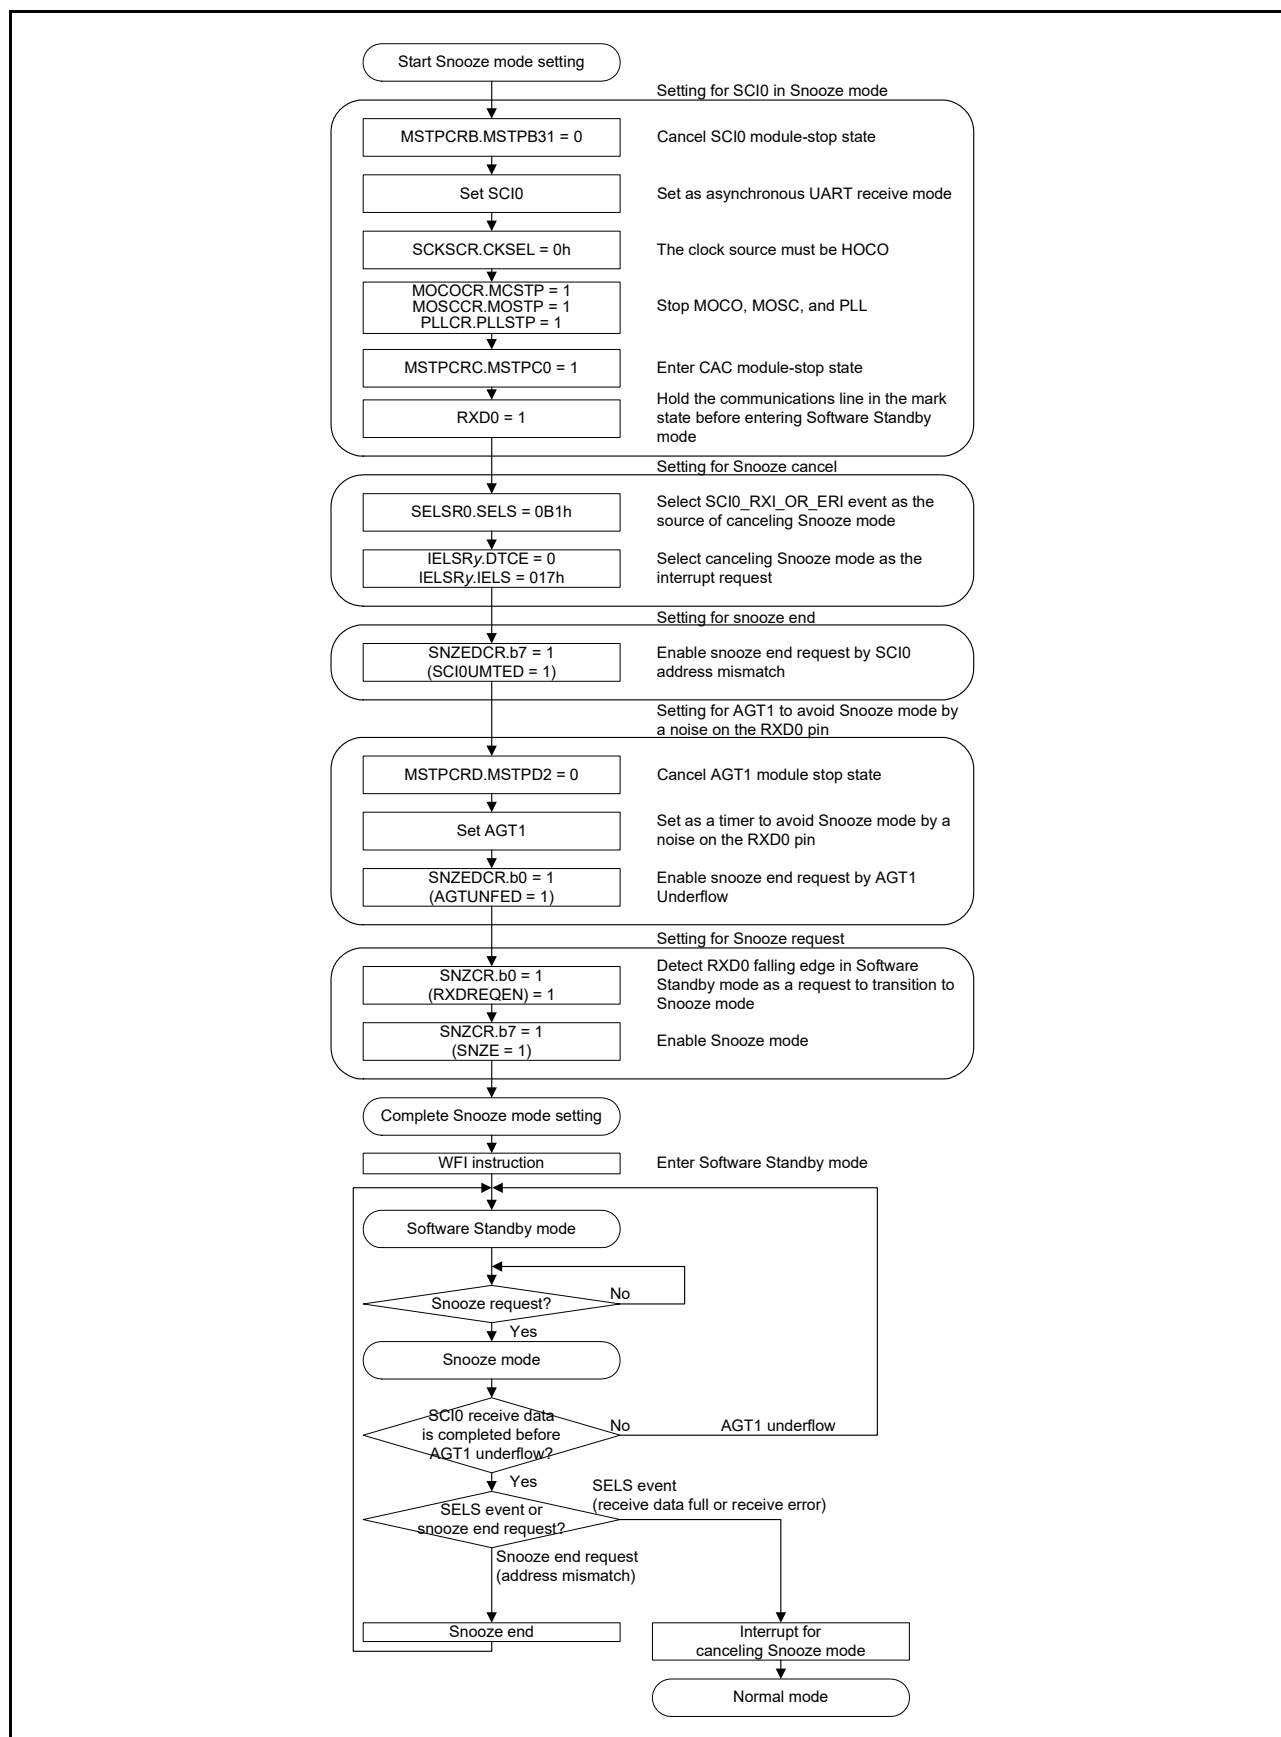 Start Snooze mode setting
Setting for SCI0 in Snooze mode
MSTPCRB.MSTPB31 = 0
Cancel SCI0 module-stop state
Set SCI0
Set as asynchronous UART receive mode
SCKSCR.CKSEL = 0h
The clock source must be HOCO
MOCOCR.MCSTP = 1
MOSCCR.MOSTP = 1
PLLCR.PLLSTP = 1
Stop MOCO, MOSC, and PLL
MSTPCRC.MSTPC0 = 1
Enter CAC module-stop state
RXD0 = 1
Hold the communications line in the mark
state before entering Software Standby
mode
Setting for Snooze cancel
SELSR0.SELS = 0B1h
Select SCI0_RXI_OR_ERI event as the
source of canceling Snooze mode
IELSRy.DTCE = 0
IELSRy.IELS = 017h
Select canceling Snooze mode as the
interrupt request
Setting for snooze end
SNZEDCR.b7 = 1
(SCI0UMTED = 1)
Enable snooze end request by SCI0
address mismatch
Setting for AGT1 to avoid Snooze mode by
a noise on the RXD0 pin
MSTPCRD.MSTPD2 = 0
Cancel AGT1 module stop state
Set AGT1
Set as a timer to avoid Snooze mode by a
noise on the RXD0 pin
SNZEDCR.b0 = 1
(AGTUNFED = 1)
Enable snooze end request by AGT1
Underflow
Setting for Snooze request
SNZCR.b0 = 1
(RXDREQEN) = 1
Detect RXD0 falling edge in Software
Standby mode as a request to transition to
Snooze mode
SNZCR.b7 = 1
(SNZE = 1)
Enable Snooze mode
Complete Snooze mode setting
WFI instruction
Enter Software Standby mode
Software Standby mode
Snooze request?
No
Yes
Snooze mode
SCI0 receive data
is completed before
AGT1 underflow?
No
AGT1 underflow
Yes
SELS event
(receive data full or receive error)
SELS event or
snooze end request?
Snooze end request
(address mismatch)
Snooze end
Interrupt for
canceling Snooze mode
Normal mode